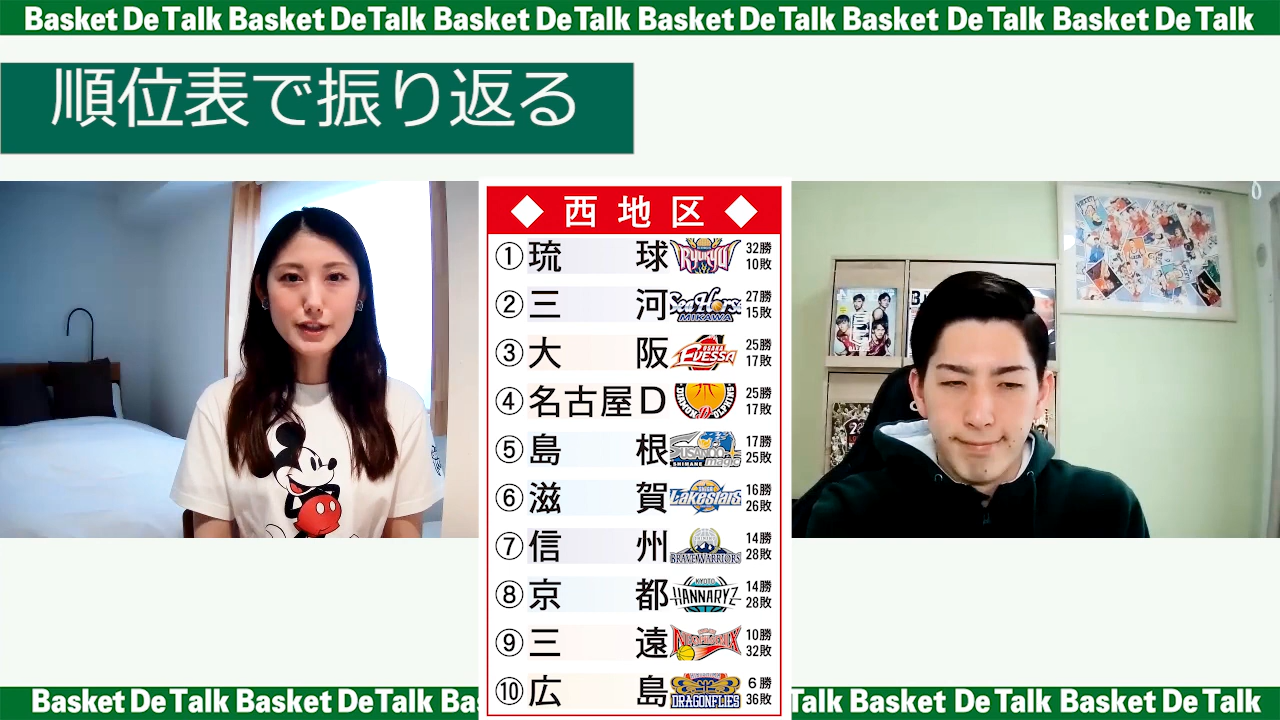 Basket De Talk Basket De Talk Basket De Talk Basket De Talk Basket De Talk Basket De Talk
順位表で振り返る
◆ 西地区 ◆
① 琉球 RYUKYU 32勝 10敗
② 三河 SeaHorses MIKAWA 27勝 15敗
③ 大阪 OSAKA EVESSA 25勝 17敗
④ 名古屋D 25勝 17敗
⑤ 島根 SUSANOO SHIMANE magic 17勝 25敗
⑥ 滋賀 Lakestars 16勝 26敗
⑦ 信州 BRAVE WARRIORS 14勝 28敗
⑧ 京都 KYOTO HANNARYZ 14勝 28敗
⑨ 三遠 NEOPHOENIX 10勝 32敗
⑩ 広島 DRAGONFLIES 6勝 36敗
Basket De Talk Basket De Talk Bas Talk Basket De Talk Basket De Talk